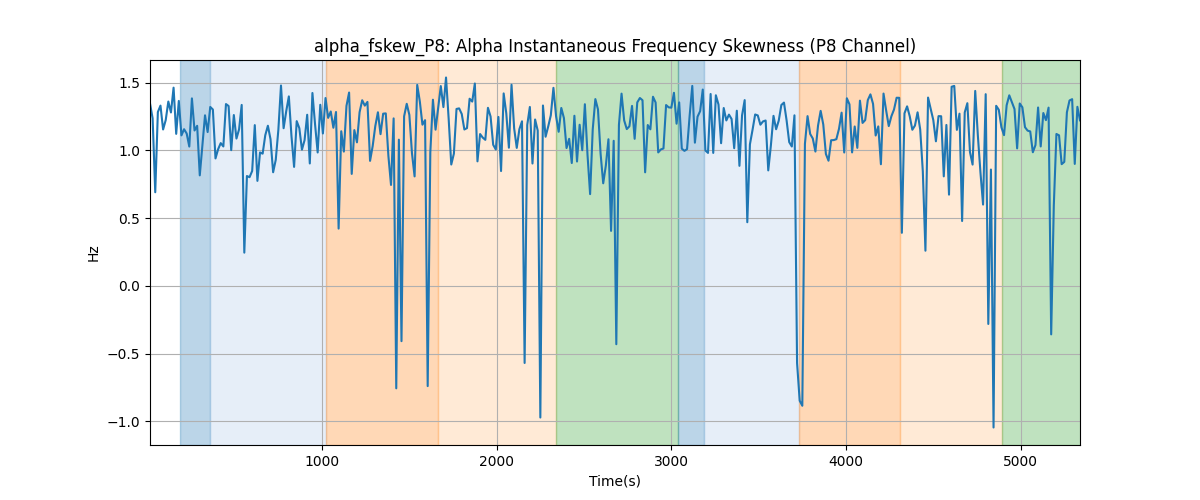 alpha_fskew_P8: Alpha Instantaneous Frequency Skewness (P8 Channel)
1.5
1.0
0.5
0.0
−0.5
−1.0
Hz
1000 2000 3000 4000 5000
Time(s)